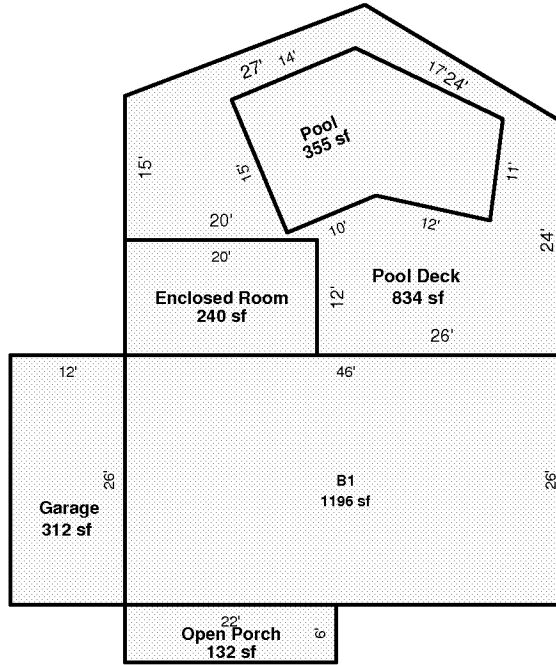 27'
14'
17'
24'
Pool
355 sf
15'
15'
11'
20'
10'
12'
24'
20'
Enclosed Room
240 sf
12'
Pool Deck
834 sf
26'
12'
46'
26'
B1
1196 sf
26'
Garage
312 sf
22'
Open Porch
132 sf
6'